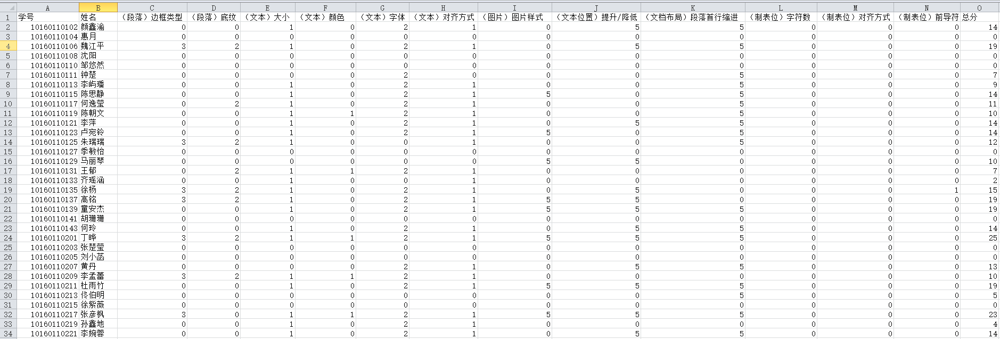 A B C D E F G H I J K L M N O
1 学号 姓名 （段落）边框类型 （段落）底纹 （文本）大小 （文本）颜色 （文本）字体 （文本）对齐方式 （图片）图片样式 （文本位置）提升/降低 （文档布局）段落首行缩进 （制表位）字符数 （制表位）对齐方式 （制表位）前导符 总分
2 10160110102 颜鑫渝 0 0 1 0 2 1 0 5 5 0 0 0 14
3 10160110104 惠月 0 0 0 0 0 0 0 0 0 0 0 0 0
4 10160110106 魏江平 3 2 1 0 2 1 0 5 5 0 0 0 19
5 10160110108 沈阳 0 0 0 0 0 0 0 0 0 0 0 0 0
6 10160110110 邹悠然 0 0 0 0 0 0 0 0 0 0 0 0 0
7 10160110111 钟楚 0 0 0 0 2 0 0 0 5 0 0 0 7
8 10160110113 李屿璠 0 0 1 0 2 1 0 0 5 0 0 0 9
9 10160110115 陈思静 0 0 1 0 2 1 5 0 5 0 0 0 14
10 10160110117 何逸莹 0 2 1 0 2 1 0 0 5 0 0 0 11
11 10160110119 陈朝文 0 0 1 1 2 1 0 0 5 0 0 0 10
12 10160110121 李萍 0 0 1 0 2 1 0 5 5 0 0 0 14
13 10160110123 卢宛铃 0 0 1 0 2 1 5 0 5 0 0 0 14
14 10160110125 朱瑞瑞 3 2 1 0 0 1 0 0 5 0 0 0 12
15 10160110127 季敏怡 0 0 0 0 0 0 0 0 0 0 0 0 0
16 10160110129 马丽琴 0 0 0 0 0 0 5 5 0 0 0 0 10
17 10160110131 王郁 0 2 1 1 2 1 0 0 0 0 0 0 7
18 10160110133 齐瑶涵 0 0 1 0 0 1 0 0 0 0 0 0 2
19 10160110135 徐杨 3 2 1 0 2 1 0 5 0 0 0 1 15
20 10160110137 高铭 3 2 1 0 2 1 5 5 0 0 0 0 19
21 10160110139 童安杰 0 0 1 0 2 1 5 5 5 0 0 0 19
22 10160110141 胡珊珊 0 0 0 0 0 0 0 0 0 0 0 0 0
23 10160110143 何玲 0 0 1 0 2 1 0 5 5 0 0 0 14
24 10160110201 丁晔 3 2 1 1 2 1 5 5 5 0 0 0 25
25 10160110203 张楚莹 0 0 0 0 0 0 0 0 0 0 0 0 0
26 10160110205 刘小菡 0 0 0 0 0 0 0 0 0 0 0 0 0
27 10160110207 黄丹 0 0 0 0 2 1 0 5 5 0 0 0 13
28 10160110209 李孟蕾 3 2 1 1 2 1 0 0 0 0 0 0 10
29 10160110211 杜雨竹 0 0 1 0 2 1 5 5 5 0 0 0 19
30 10160110213 佟伯明 0 0 0 0 0 0 0 0 5 0 0 0 5
31 10160110215 徐紫薇 0 0 0 0 0 0 0 0 0 0 0 0 0
32 10160110217 张彦枫 3 0 1 1 2 1 5 5 5 0 0 0 23
33 10160110219 孙鑫地 0 0 1 0 2 1 0 0 0 0 0 0 4
34 10160110221 李婉蓉 0 0 1 0 2 1 0 5 5 0 0 0 14